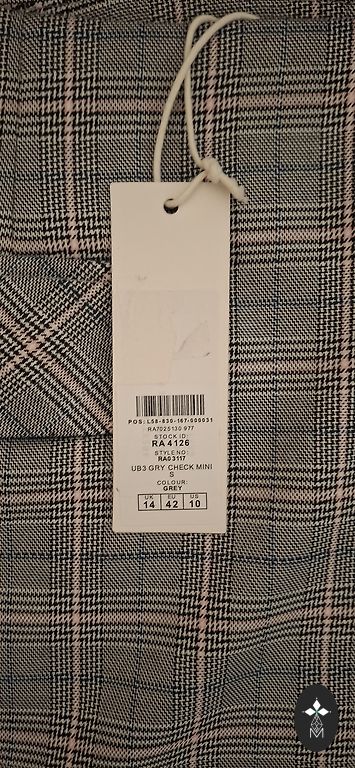 POS: L58-830-167-000031
RA7025130 977
STOCK ID:
RA 4126
STYLE NO:
RA03117
UB3 GRY CHECK MINI
S
COLOUR:
GREY
UK EU US
14 42 10
M